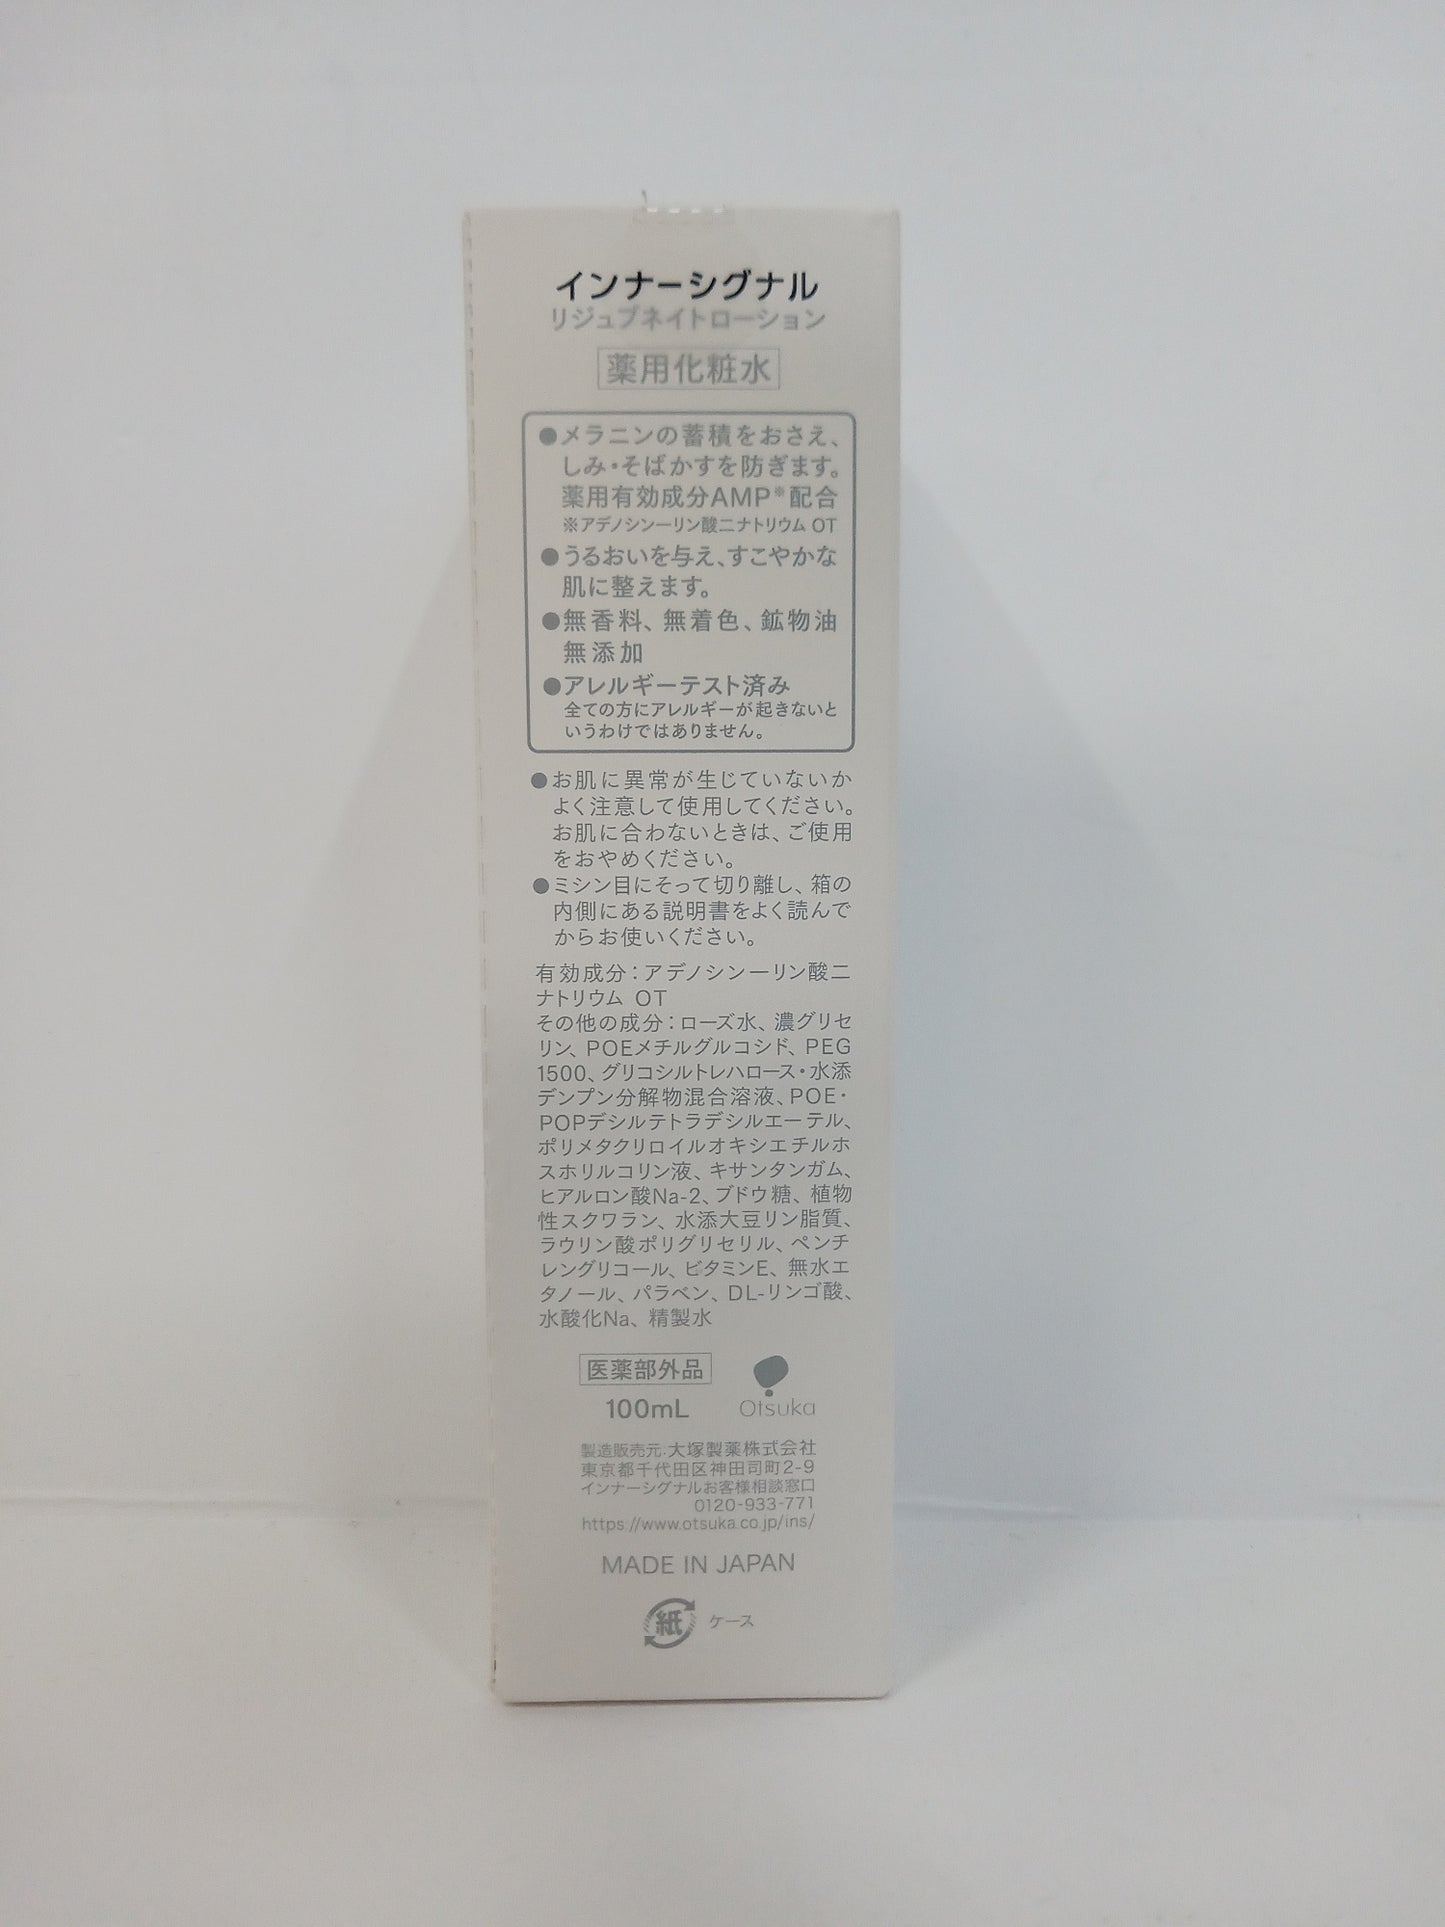 インナーシグナル
リジュブネイトローション
薬用化粧水
●メラニンの蓄積をおさえ、
しみ・そばかすを防ぎます。
薬用有効成分AMP※配合
※アデノシン一リン酸二ナトリウム OT
●うるおいを与え、すこやかな
肌に整えます。
●無香料、無着色、鉱物油
無添加
●アレルギーテスト済み
全ての方にアレルギーが起きないと
いうわけではありません。
●お肌に異常が生じていないか
よく注意して使用してください。
お肌に合わないときは、ご使用
をおやめください。
●ミシン目にそって切り離し、箱の
内側にある説明書をよく読んで
からお使いください。
有効成分：アデノシン一リン酸二
ナトリウム OT
その他の成分：ローズ水、濃グリセ
リン、POEメチルグルコシド、PEG
1500、グリコシルトレハロース・水添
デンプン分解物混合溶液、POE・
POPデシルテトラデシルエーテル、
ポリメタクリロイルオキシエチルホ
スホリルコリン液、キサンタンガム、
ヒアルロン酸Na-2、ブドウ糖、植物
性スクワラン、水添大豆リン脂質、
ラウリン酸ポリグリセリル、ペンチ
レングリコール、ビタミンE、無水エ
タノール、パラベン、DL-リンゴ酸、
水酸化Na、精製水
医薬部外品
100mL
Otsuka
製造販売元：大塚製薬株式会社
東京都千代田区神田司町2-9
インナーシグナルお客様相談窓口
0120-933-771
https://www.otsuka.co.jp/ins/
MADE IN JAPAN
紙 ケース